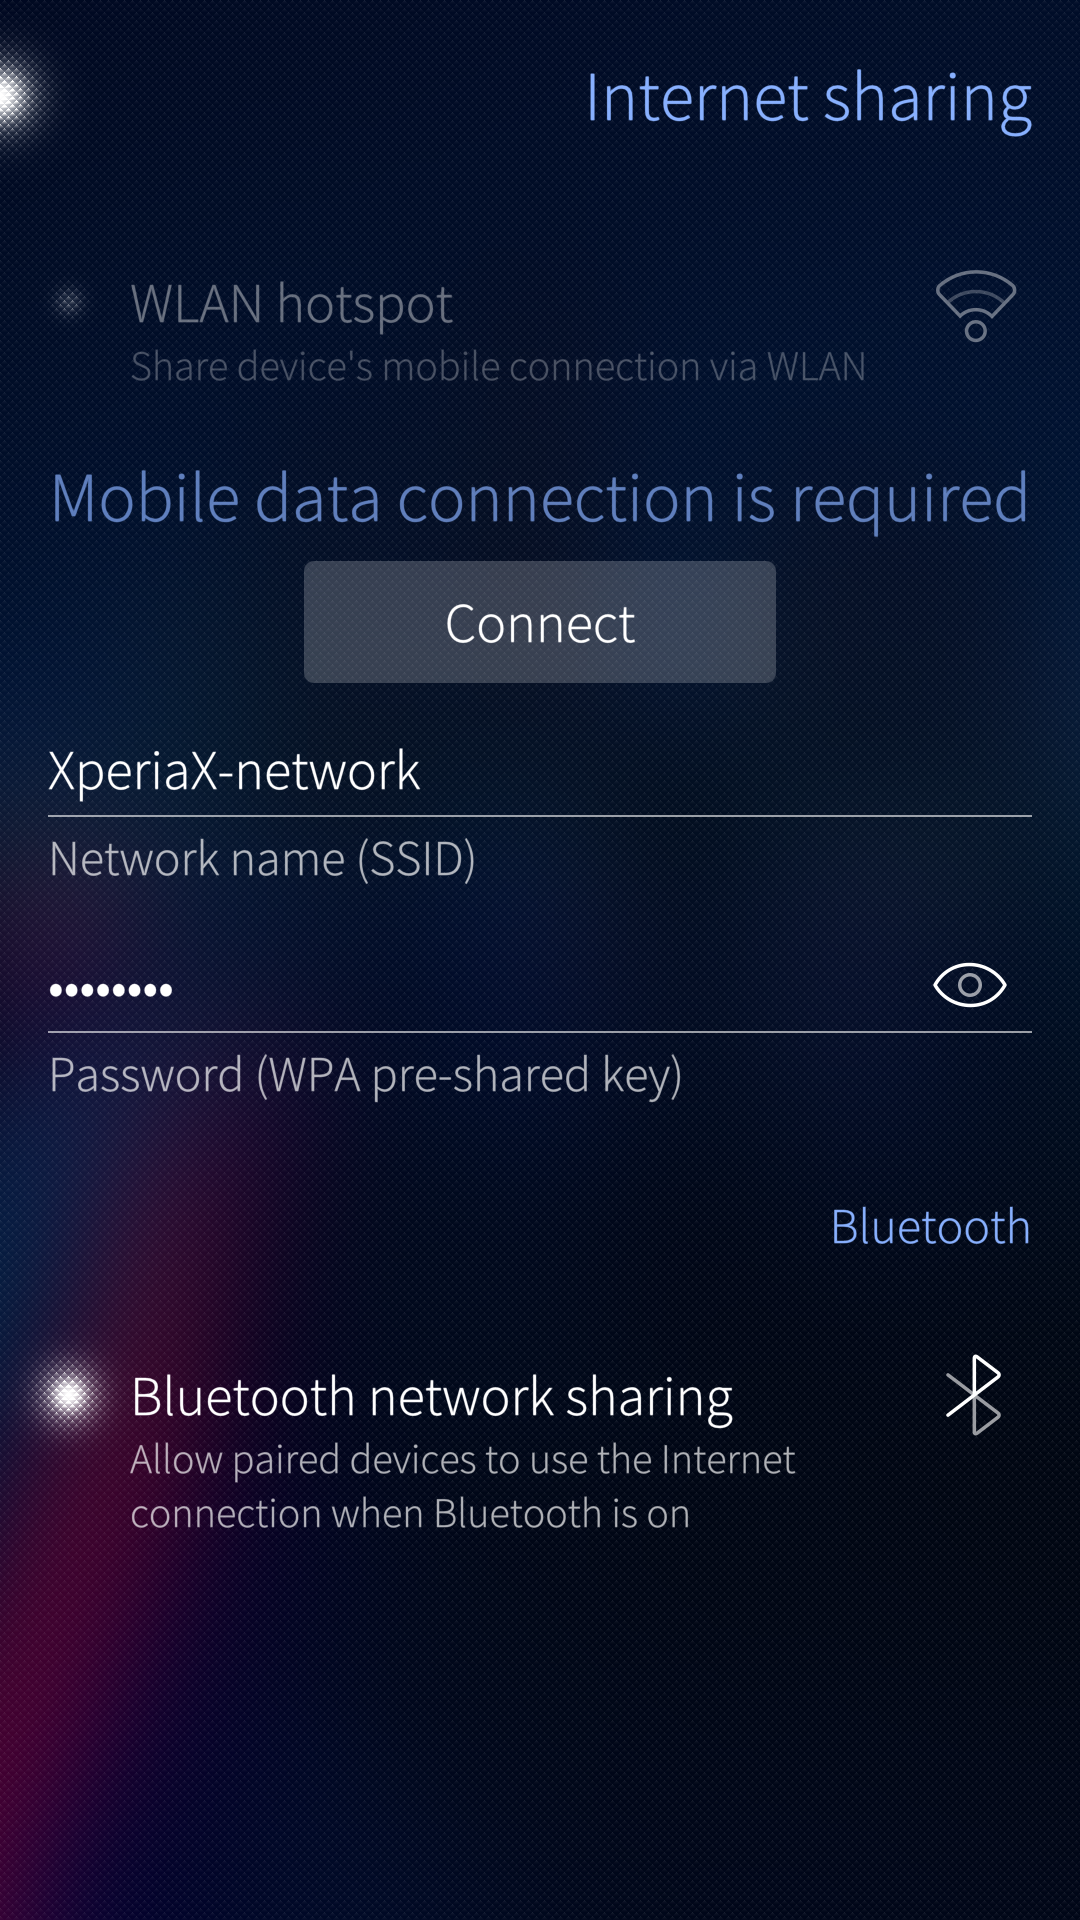 Internet sharing
WLAN hotspot
Share device's mobile connection via WLAN
Mobile data connection is required
Connect
XperiaX-network
Network name (SSID)
••••••••
Password (WPA pre-shared key)
Bluetooth
Bluetooth network sharing
Allow paired devices to use the Internet
connection when Bluetooth is on